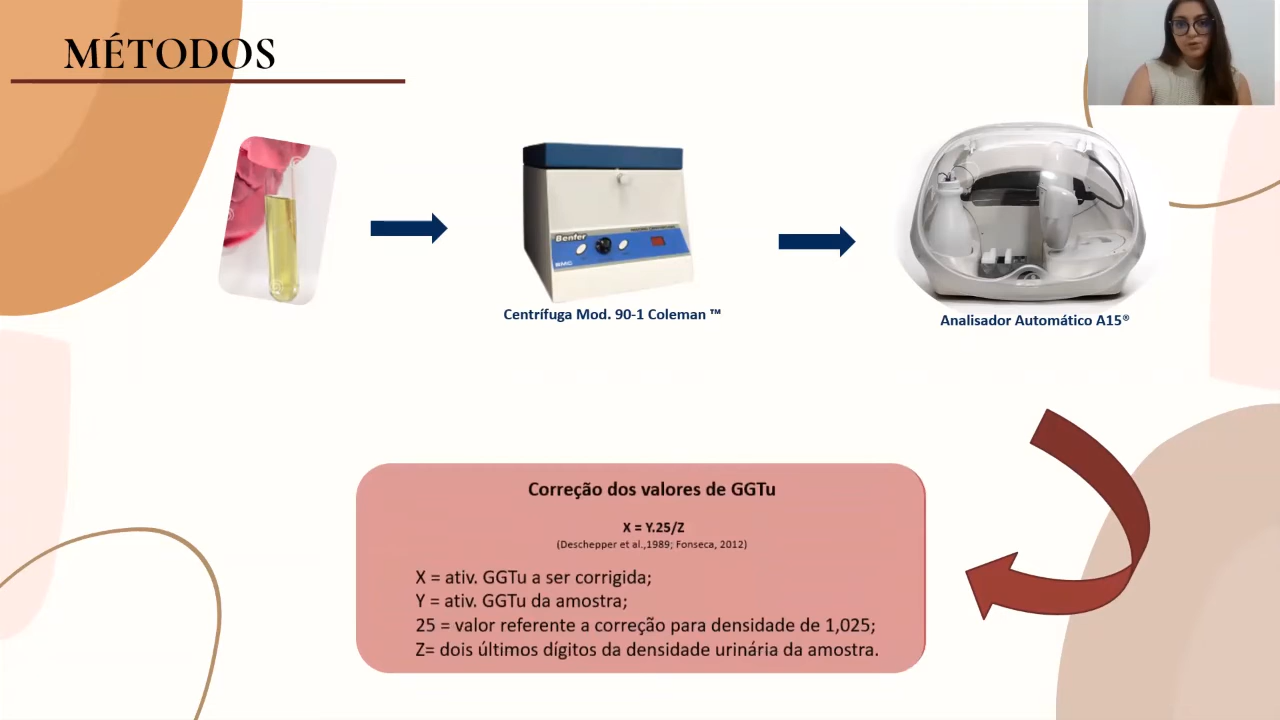 MÉTODOS
Benfer
BMC
Centrífuga Mod. 90-1 Coleman ™
Analisador Automático A15®
Correção dos valores de GGTu
X = Y.25/Z
(Deschepper et al.,1989; Fonseca, 2012)
X = ativ. GGTu a ser corrigida;
Y = ativ. GGTu da amostra;
25 = valor referente a correção para densidade de 1,025;
Z= dois últimos dígitos da densidade urinária da amostra.